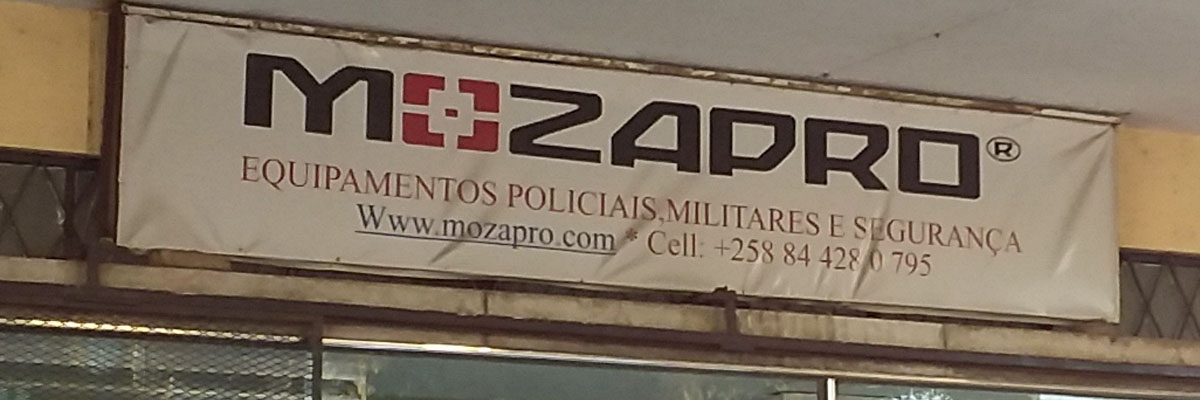 MOZAPRO®
EQUIPAMENTOS POLICIAIS,MILITARES E SEGURANÇA
Www.mozapro.com * Cell: +258 84 428 0 795